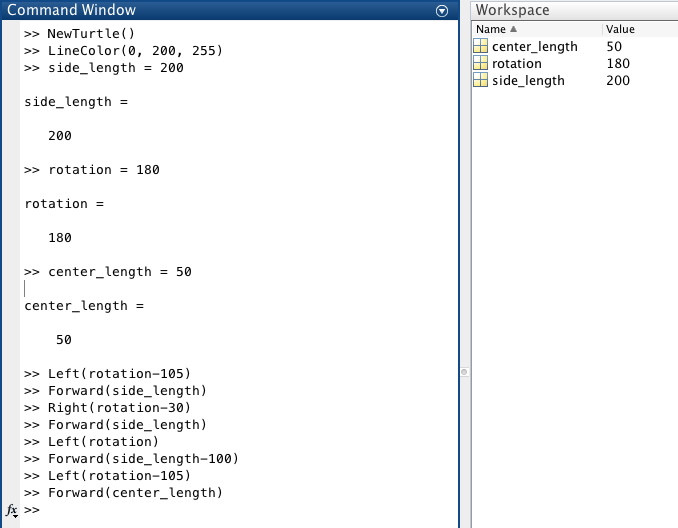 Command Window
>> NewTurtle()
>> LineColor(0, 200, 255)
>> side_length = 200
side_length =
200
>> rotation = 180
rotation =
180
>> center_length = 50
center_length =
50
>> Left(rotation-105)
>> Forward(side_length)
>> Right(rotation-30)
>> Forward(side_length)
>> Left(rotation)
>> Forward(side_length-100)
>> Left(rotation-105)
>> Forward(center_length)
fx >>
Workspace
Name Value
center_length 50
rotation 180
side_length 200